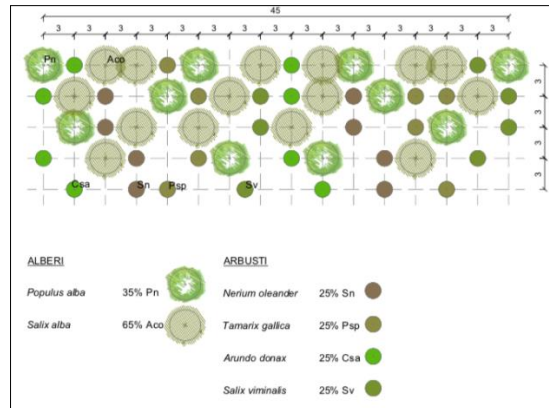 45
3 3 3 3 3 3 3 3 3 3 3 3 3 3 3
Pn Aco
3
3
3
3
Csa Sn Psp Sv
ALBERI
Populus alba 35% Pn
Salix alba 65% Aco
ARBUSTI
Nerium oleander 25% Sn
Tamarix gallica 25% Psp
Arundo donax 25% Csa
Salix viminalis 25% Sv